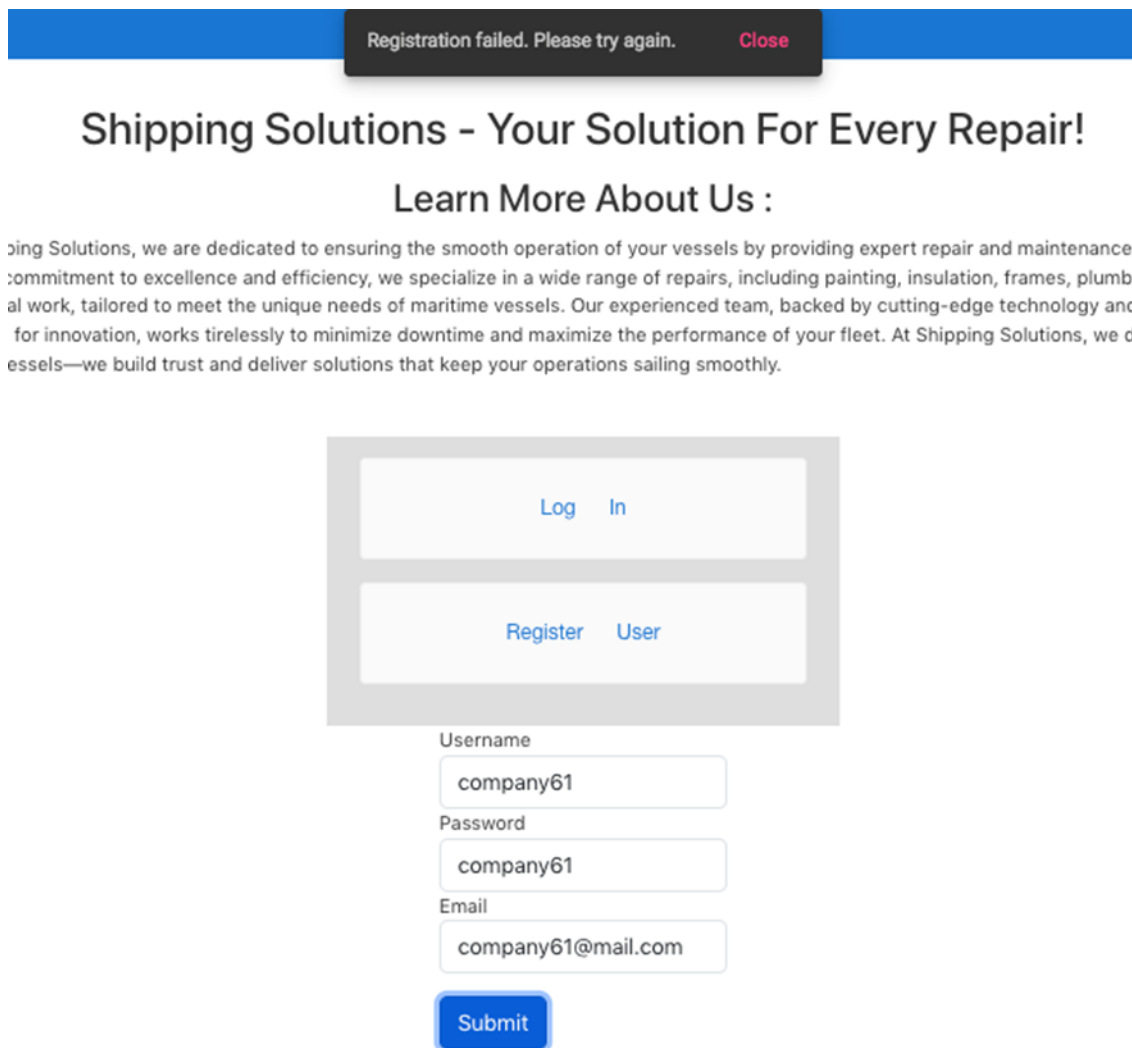 Registration failed. Please try again. Close
Shipping Solutions - Your Solution For Every Repair!
Learn More About Us :
Solutions, we are dedicated to ensuring the smooth operation of your vessels by providing expert repair and maintenance
commitment to excellence and efficiency, we specialize in a wide range of repairs, including painting, insulation, frames,
work, tailored to meet the unique needs of maritime vessels. Our experienced team, backed by cutting-edge technology and
for innovation, works tirelessly to minimize downtime and maximize the performance of your fleet. At Shipping Solutions, we
essels—we build trust and deliver solutions that keep your operations sailing smoothly.
Log In
Register User
Username
company61
Password
company61
Email
company61@mail.com
Submit